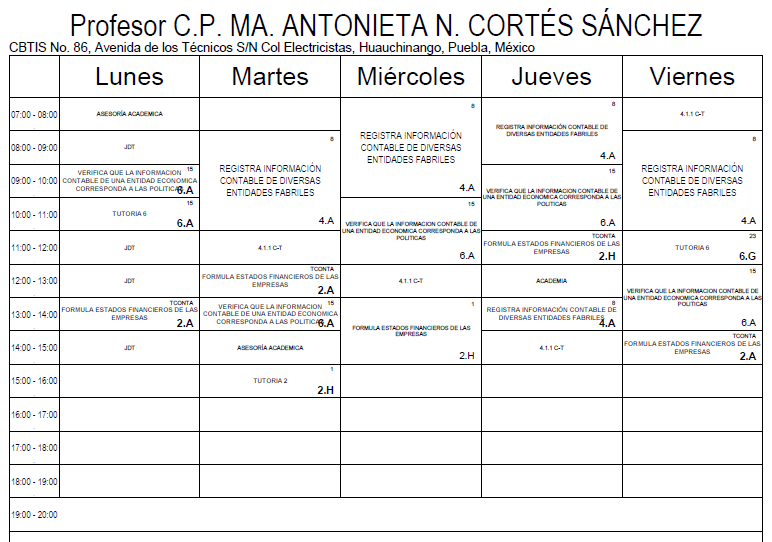 Profesor C.P. MA. ANTONIETA N. CORTÉS SÁNCHEZ
CBTIS No. 86, Avenida de los Técnicos S/N Col Electricistas, Huauchinango, Puebla, México
Lunes
Martes
Miércoles
Jueves
Viernes
07:00 - 08:00
ASESORÍA ACADEMICA
8
REGISTRA INFORMACIÓN
CONTABLE DE DIVERSAS
ENTIDADES FABRILES
4.A
8
REGISTRA INFORMACIÓN CONTABLE DE
DIVERSAS ENTIDADES FABRILES
4.A
4.1.1 C-T
08:00 - 09:00
JDT
8
REGISTRA INFORMACIÓN
CONTABLE DE DIVERSAS
ENTIDADES FABRILES
4.A
8
REGISTRA INFORMACIÓN
CONTABLE DE DIVERSAS
ENTIDADES FABRILES
4.A
09:00 - 10:00
15
VERIFICA QUE LA INFORMACION
CONTABLE DE UNA ENTIDAD ECONOMICA
CORRESPONDA A LAS POLITICAS
6.A
15
VERIFICA QUE LA INFORMACION CONTABLE DE
UNA ENTIDAD ECONOMICA CORRESPONDA A LAS
POLITICAS
6.A
10:00 - 11:00
15
TUTORIA 6
6.A
15
VERIFICA QUE LA INFORMACION CONTABLE DE
UNA ENTIDAD ECONOMICA CORRESPONDA A LAS
POLITICAS
6.A
11:00 - 12:00
JDT
4.1.1 C-T
TCONTA
FORMULA ESTADOS FINANCIEROS DE LAS
EMPRESAS
2.H
23
TUTORIA 6
6.G
12:00 - 13:00
JDT
TCONTA
FORMULA ESTADOS FINANCIEROS DE LAS
EMPRESAS
2.A
4.1.1 C-T
ACADEMIA
15
VERIFICA QUE LA INFORMACION CONTABLE DE
UNA ENTIDAD ECONOMICA CORRESPONDA A LAS
POLITICAS
6.A
13:00 - 14:00
TCONTA
FORMULA ESTADOS FINANCIEROS DE LAS
EMPRESAS
2.A
15
VERIFICA QUE LA INFORMACION
CONTABLE DE UNA ENTIDAD ECONOMICA
CORRESPONDA A LAS POLITICAS
6.A
1
FORMULA ESTADOS FINANCIEROS DE LAS
EMPRESAS
2.H
8
REGISTRA INFORMACIÓN CONTABLE DE
DIVERSAS ENTIDADES FABRILES
4.A
14:00 - 15:00
JDT
ASESORÍA ACADEMICA
4.1.1 C-T
TCONTA
FORMULA ESTADOS FINANCIEROS DE LAS
EMPRESAS
2.A
15:00 - 16:00
1
TUTORIA 2
2.H
16:00 - 17:00
17:00 - 18:00
18:00 - 19:00
19:00 - 20:00